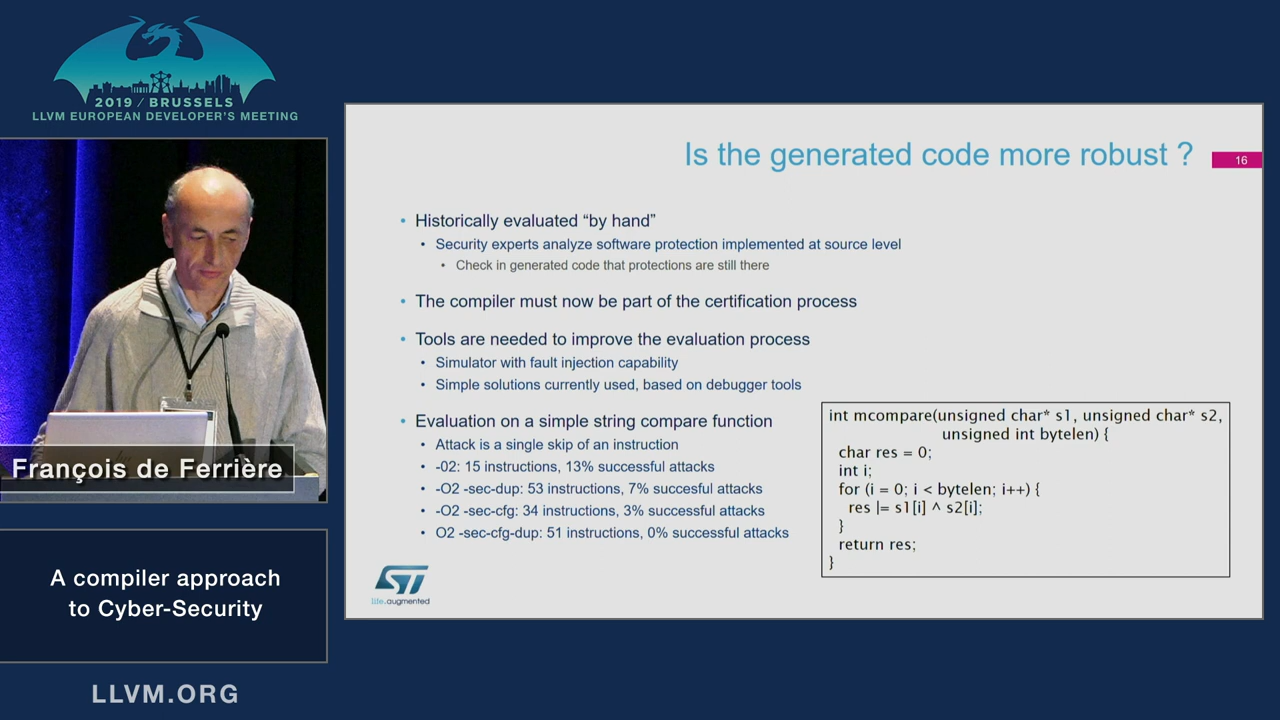 2019 / BRUSSELS
LLVM EUROPEAN DEVELOPER'S MEETING
François de Ferrière
A compiler approach
to Cyber-Security
LLVM.ORG
Is the generated code more robust ?
16
• Historically evaluated “by hand”
• Security experts analyze software protection implemented at source level
• Check in generated code that protections are still there
• The compiler must now be part of the certification process
• Tools are needed to improve the evaluation process
• Simulator with fault injection capability
• Simple solutions currently used, based on debugger tools
• Evaluation on a simple string compare function
• Attack is a single skip of an instruction
• -02: 15 instructions, 13% successful attacks
• -O2 -sec-dup: 53 instructions, 7% succesful attacks
• -O2 -sec-cfg: 34 instructions, 3% successful attacks
• O2 -sec-cfg-dup: 51 instructions, 0% successful attacks
int mcompare(unsigned char* s1, unsigned char* s2,
unsigned int bytelen) {
char res = 0;
int i;
for (i = 0; i < bytelen; i++) {
res |= s1[i] ^ s2[i];
}
return res;
}
ST
life.augmented